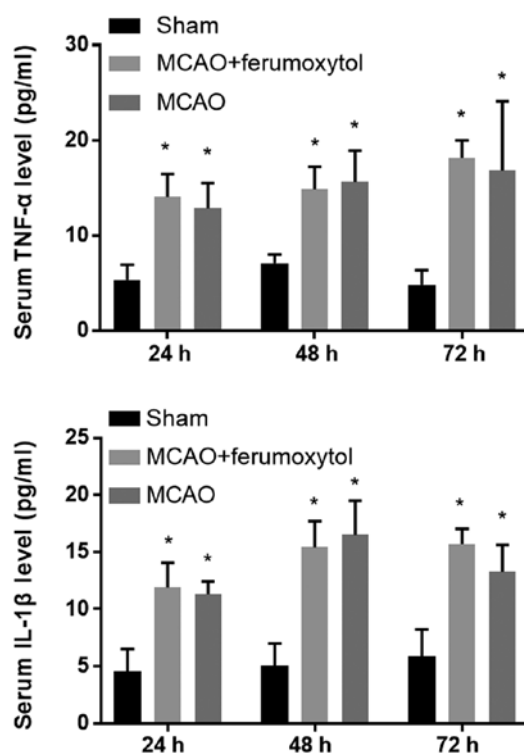 Sham
MCAO+ferumoxytol
MCAO
Serum TNF-α level (pg/ml)
30
20
10
0
* * * * * *
24 h 48 h 72 h
Sham
MCAO+ferumoxytol
MCAO
Serum IL-1β level (pg/ml)
25
20
15
10
5
0
* * * * * *
24 h 48 h 72 h